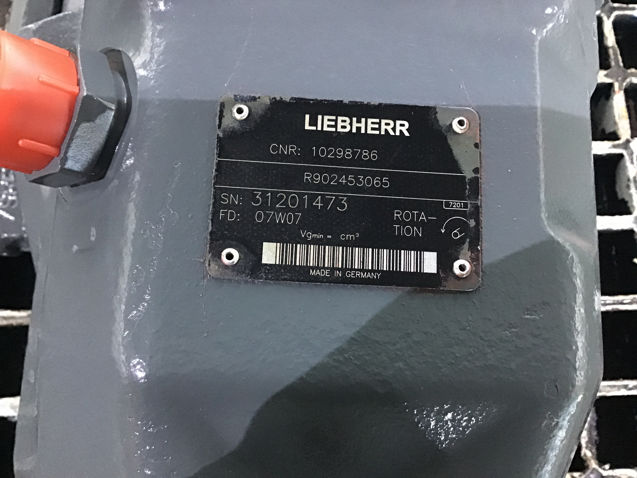 LIEBHERR
CNR: 10298786
R902453065
SN: 31201473
7201
FD: 07W07
ROTA-
TION
Vgmin = cm³
MADE IN GERMANY